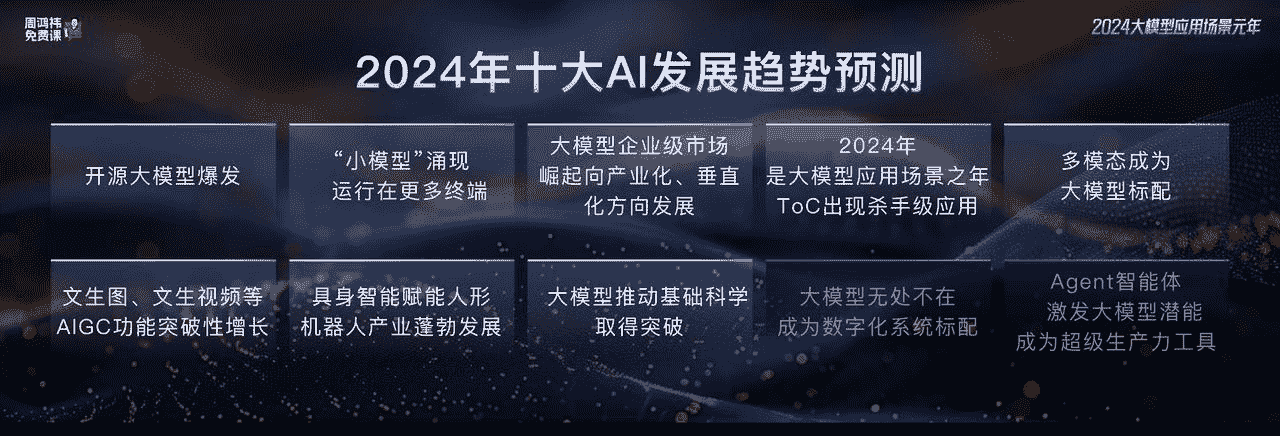 周鸿祎
免费课
2024大模型应用场景元年
2024年十大AI发展趋势预测
开源大模型爆发
“小模型”涌现
运行在更多终端
大模型企业级市场
崛起向产业化、垂直
化方向发展
2024年
是大模型应用场景之年
ToC出现杀手级应用
多模态成为
大模型标配
文生图、文生视频等
AIGC功能突破性增长
具身智能赋能人形
机器人产业蓬勃发展
大模型推动基础科学
取得突破
大模型无处不在
成为数字化系统标配
Agent智能体
激发大模型潜能
成为超级生产力工具